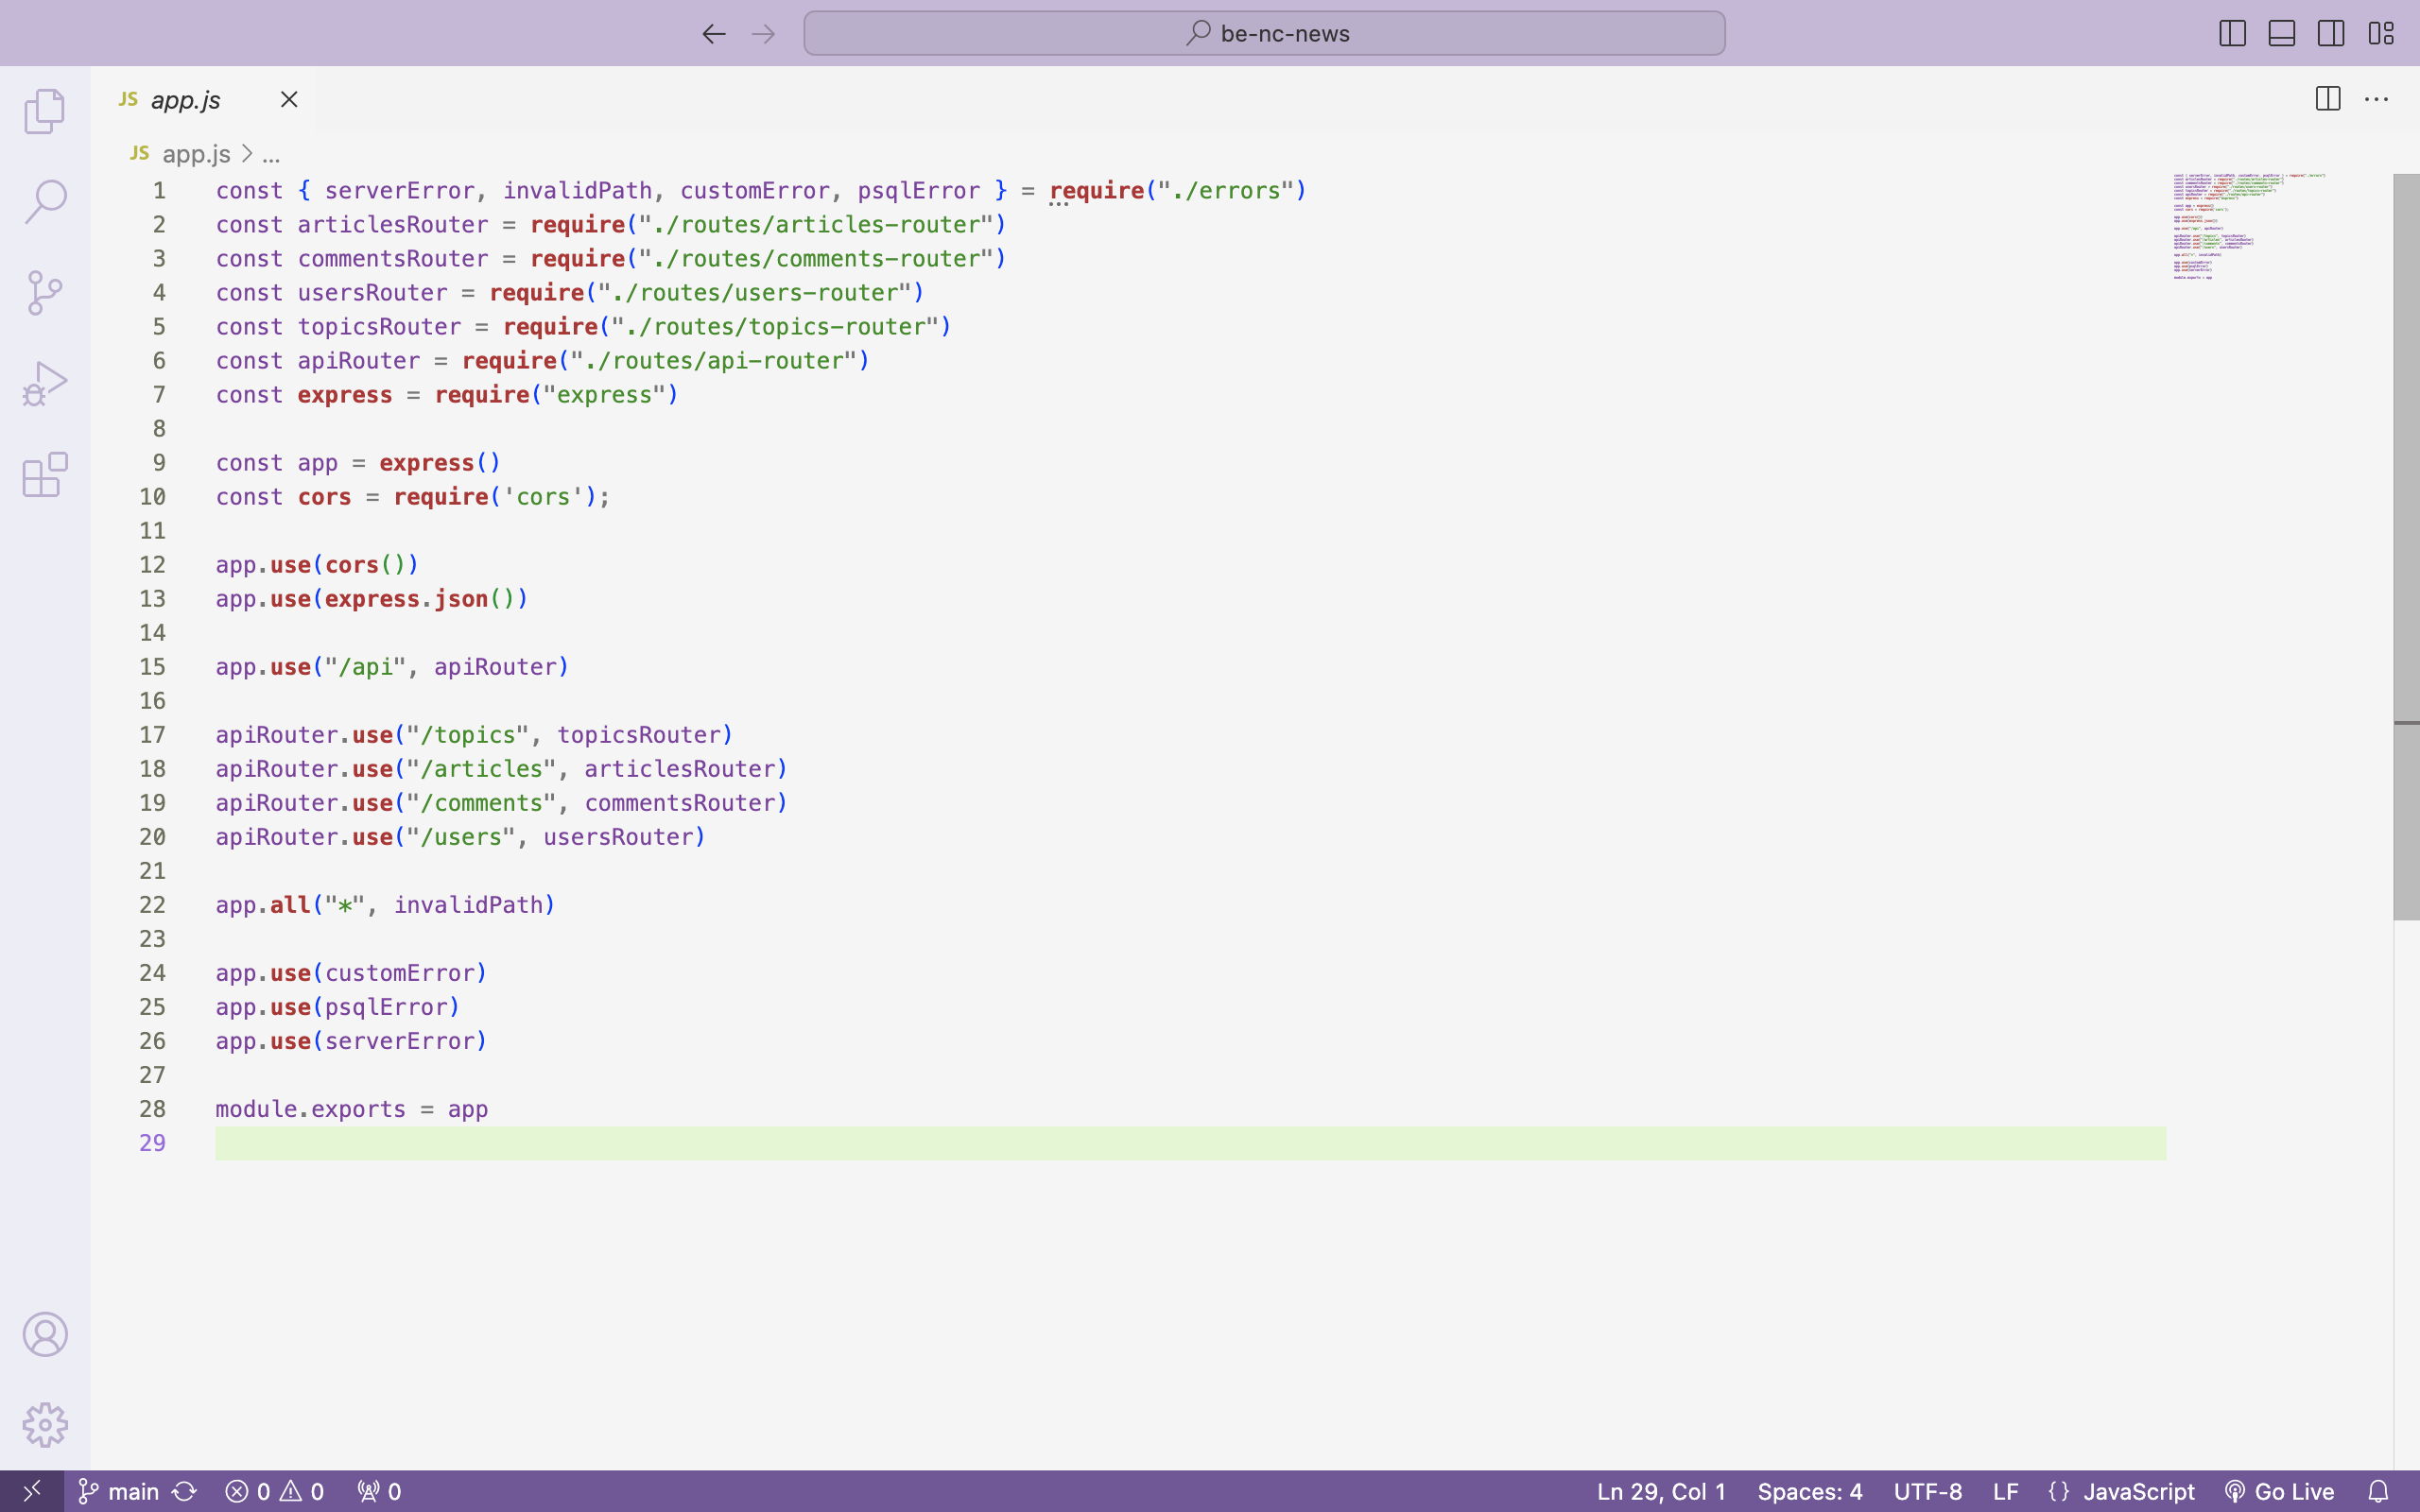 be-nc-news
JS app.js
JS app.js > ...
1 const { serverError, invalidPath, customError, psqlError } = require("./errors")
2 const articlesRouter = require("./routes/articles-router")
3 const commentsRouter = require("./routes/comments-router")
4 const usersRouter = require("./routes/users-router")
5 const topicsRouter = require("./routes/topics-router")
6 const apiRouter = require("./routes/api-router")
7 const express = require("express")
8
9 const app = express()
10 const cors = require('cors');
11
12 app.use(cors())
13 app.use(express.json())
14
15 app.use("/api", apiRouter)
16
17 apiRouter.use("/topics", topicsRouter)
18 apiRouter.use("/articles", articlesRouter)
19 apiRouter.use("/comments", commentsRouter)
20 apiRouter.use("/users", usersRouter)
21
22 app.all("*", invalidPath)
23
24 app.use(customError)
25 app.use(psqlError)
26 app.use(serverError)
27
28 module.exports = app
29
main 0 0 0 Ln 29, Col 1 Spaces: 4 UTF-8 LF {} JavaScript Go Live